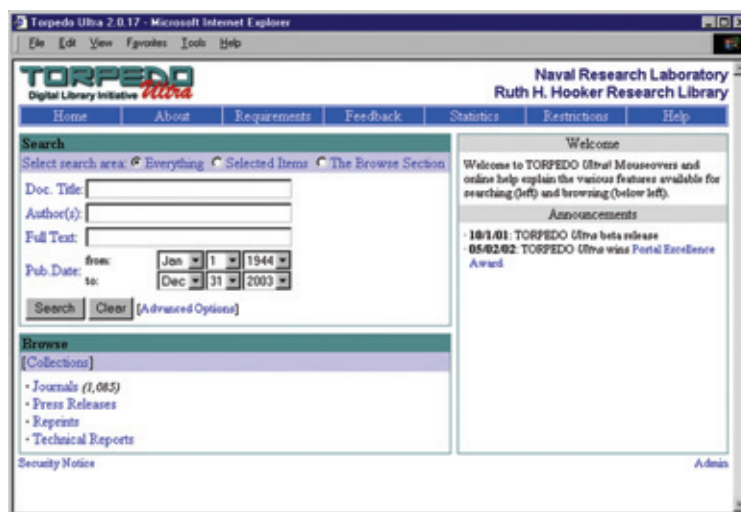 Torpedo Ultra 2.0.17 - Microsoft Internet Explorer
File Edit View Favorites Tools Help
TORPEDO
Digital Library Initiative Ultra
Naval Research Laboratory
Ruth H. Hooker Research Library
Home About Requirements Feedback Statistics Restrictions Help
Search
Select search area: Everything Selected Items The Browse Section
Doc. Title:
Author(s):
Full Text:
Pub.Date: from: Jan 1 1944
to: Dec 31 2003
Search Clear [Advanced Options]
Browse
[Collections]
- Journals (1,085)
- Press Releases
- Reprints
- Technical Reports
Welcome
Welcome to TORPEDO Ultra! Mouseovers and
online help explain the various features available for
searching (left) and browsing (below left).
Announcements
· 10/1/01: TORPEDO Ultra beta release
· 05/02/02: TORPEDO Ultra wins Portal Excellence
Award
Security Notice
Admin